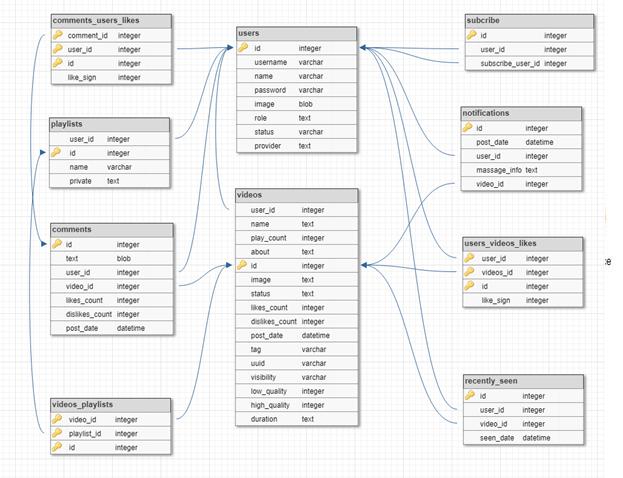 comments_users_likes
comment_id integer
user_id integer
id integer
like_sign integer
users
id integer
username varchar
name varchar
password varchar
image blob
role text
status varchar
provider text
subcribe
id integer
user_id integer
subscribe_user_id integer
playlists
user_id integer
id integer
name varchar
private text
notifications
id integer
post_date datetime
user_id integer
massage_info text
video_id integer
comments
id integer
text blob
user_id integer
video_id integer
likes_count integer
dislikes_count integer
post_date datetime
videos
user_id integer
name text
play_count integer
about text
id integer
image text
status text
likes_count integer
dislikes_count integer
post_date datetime
tag varchar
uuid varchar
visibility varchar
low_quality integer
high_quality integer
duration text
users_videos_likes
user_id integer
videos_id integer
id integer
like_sign integer
videos_playlists
video_id integer
playlist_id integer
id integer
recently_seen
id integer
user_id integer
video_id integer
seen_date datetime